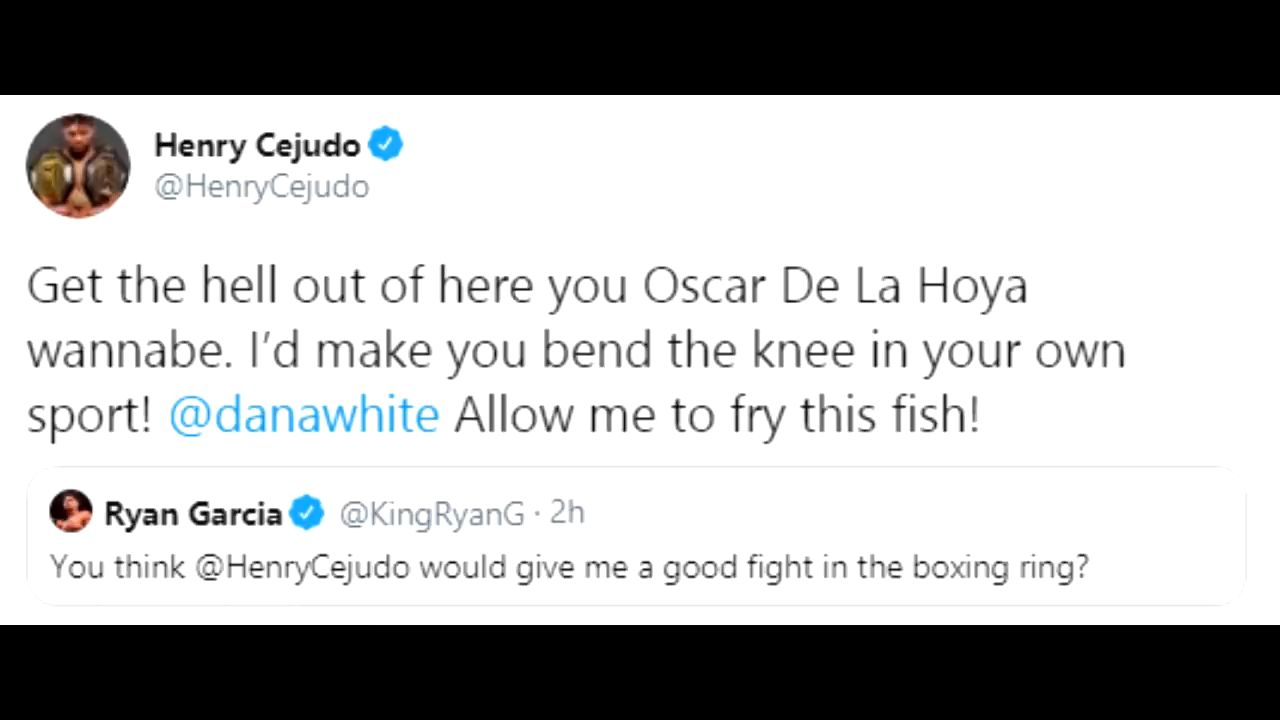 Henry Cejudo
@HenryCejudo
Get the hell out of here you Oscar De La Hoya
wannabe. I'd make you bend the knee in your own
sport! @danawhite Allow me to fry this fish!
Ryan Garcia @KingRyanG · 2h
You think @HenryCejudo would give me a good fight in the boxing ring?